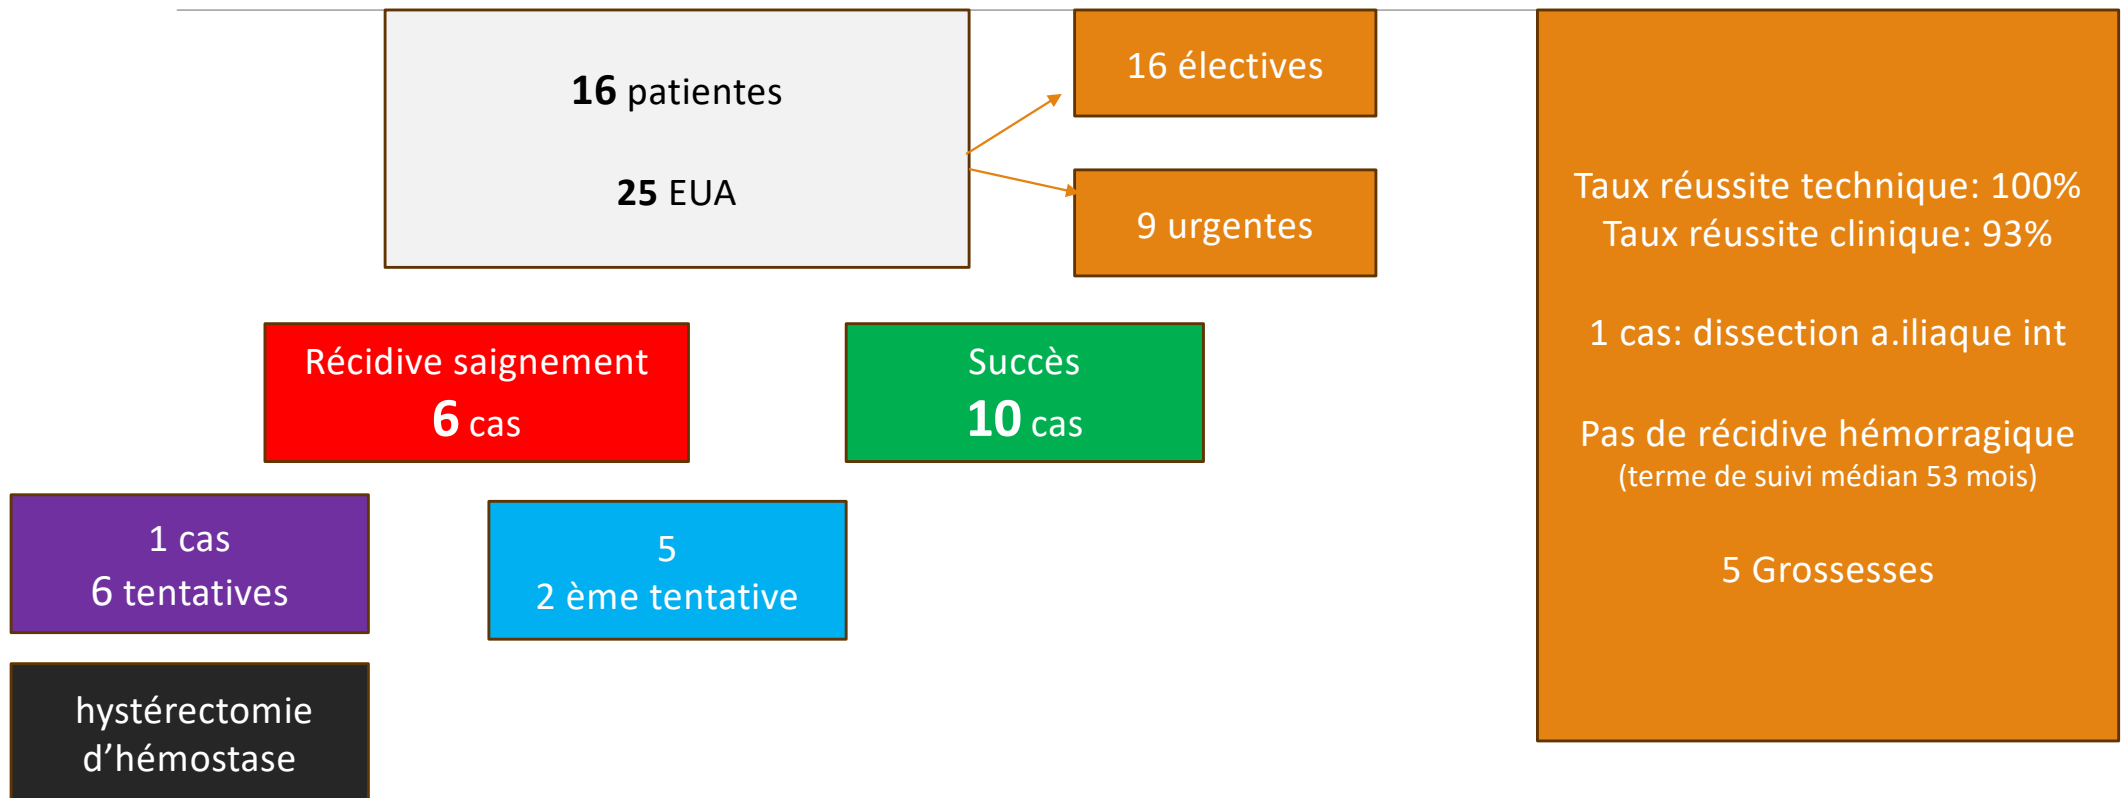 16 patientes
25 EUA
16 électives
9 urgentes
Récidive saignement
6 cas
Succès
10 cas
1 cas
6 tentatives
5
2 ème tentative
hystérectomie
d’hémostase
Taux réussite technique: 100%
Taux réussite clinique: 93%
1 cas: dissection a.iliaque int
Pas de récidive hémorragique
(terme de suivi médian 53 mois)
5 Grossesses